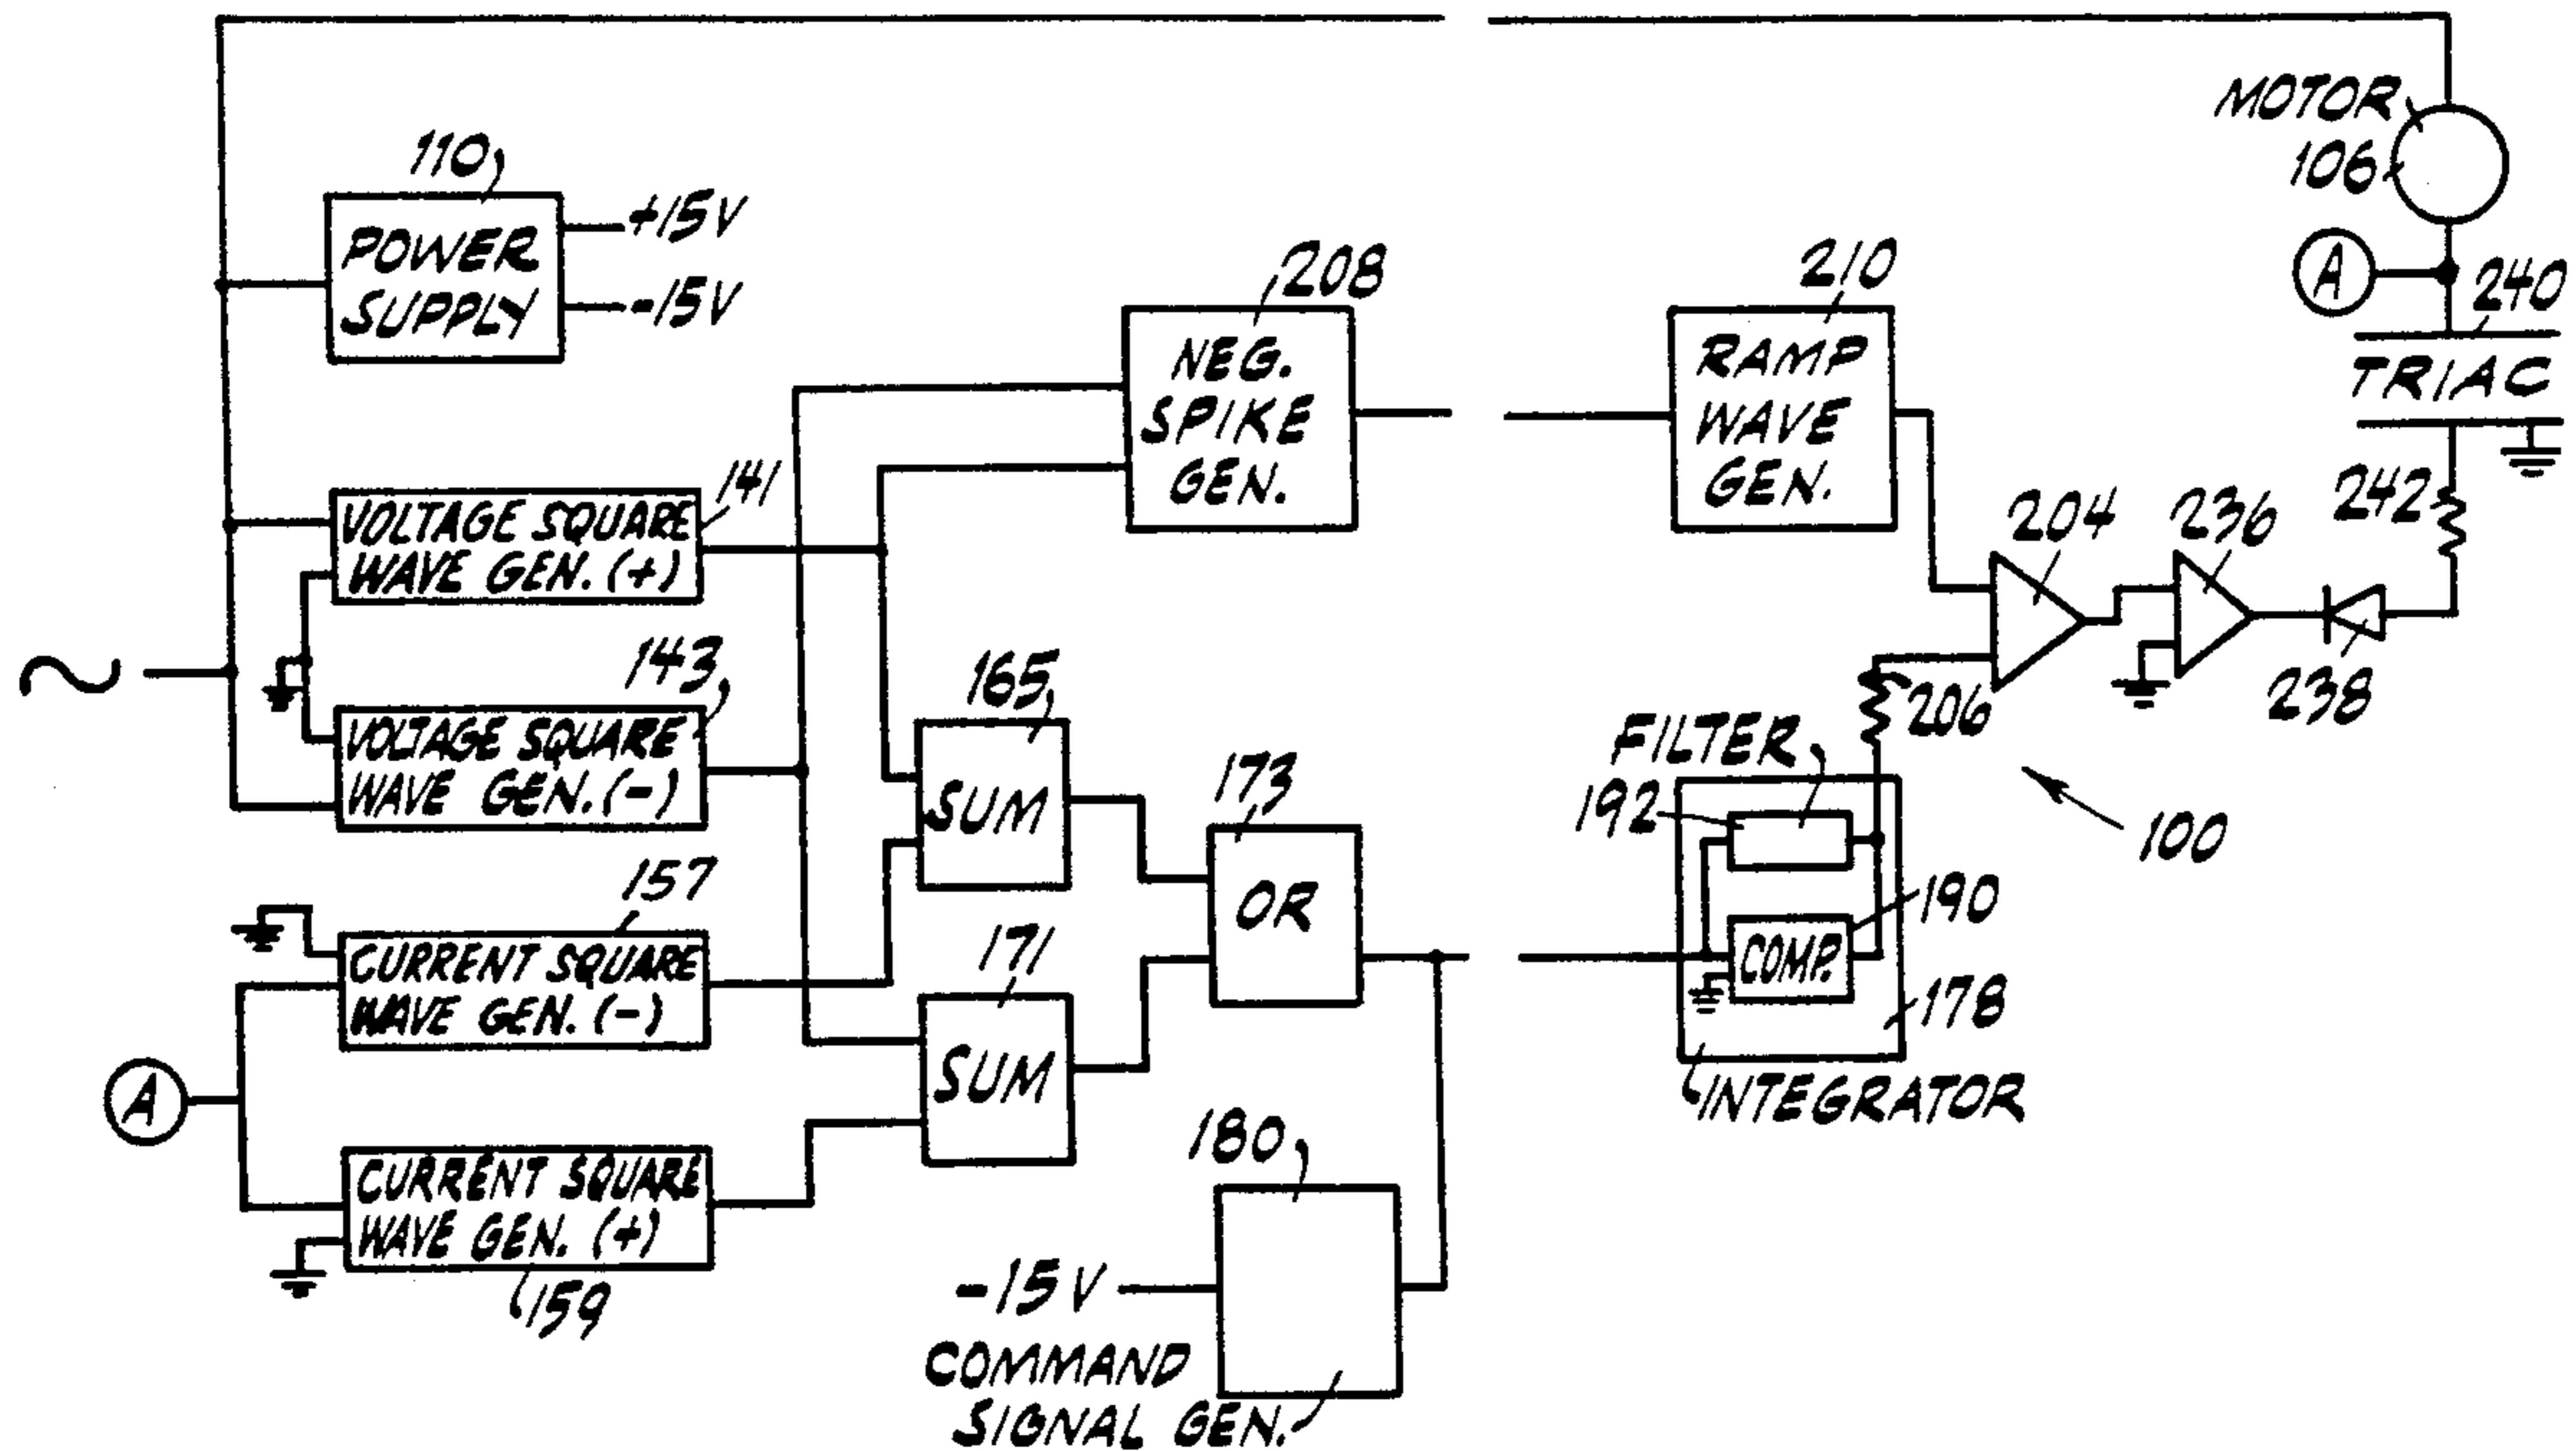 110
POWER
SUPPLY
+15V
-15V
MOTOR
106
A
240
TRIAC
208
NEG.
SPIKE
GEN.
210
RAMP
WAVE
GEN.
242
204
236
238
206
141
VOLTAGE SQUARE
WAVE GEN. (+)
143
VOLTAGE SQUARE
WAVE GEN. (-)
165
SUM
173
OR
FILTER
192
190
COMP.
178
INTEGRATOR
100
157
CURRENT SQUARE
WAVE GEN. (-)
171
SUM
A
CURRENT SQUARE
WAVE GEN. (+)
159
180
-15V
COMMAND
SIGNAL GEN.